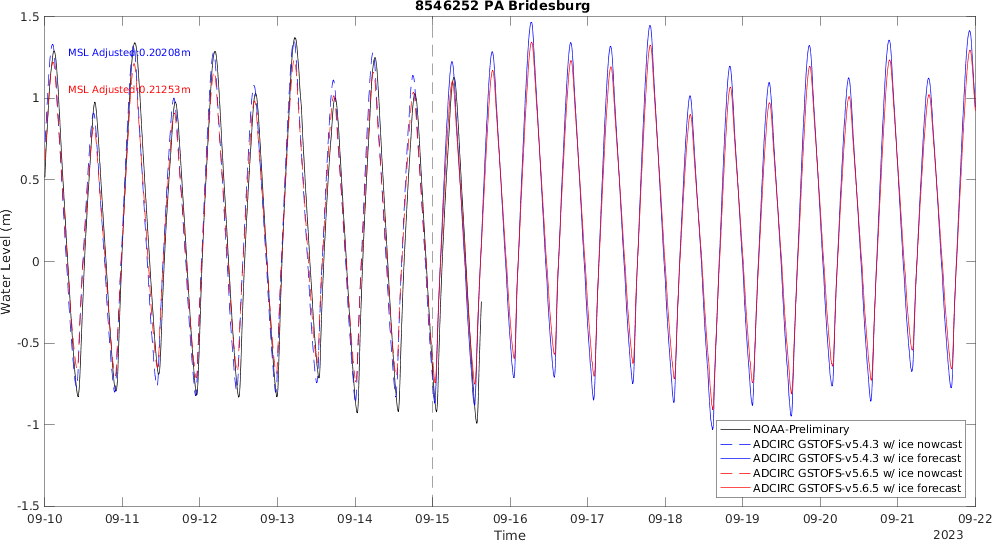 8546252 PA Bridesburg
1.5
1
0.5
0
-0.5
-1
-1.5
Water Level (m)
MSL Adjusted:0.20208m
MSL Adjusted:0.21253m
NOAA-Preliminary
ADCIRC GSTOFS-v5.4.3 w/ ice nowcast
ADCIRC GSTOFS-v5.4.3 w/ ice forecast
ADCIRC GSTOFS-v5.6.5 w/ ice nowcast
ADCIRC GSTOFS-v5.6.5 w/ ice forecast
09-10 09-11 09-12 09-13 09-14 09-15 09-16 09-17 09-18 09-19 09-20 09-21 09-22
Time
2023